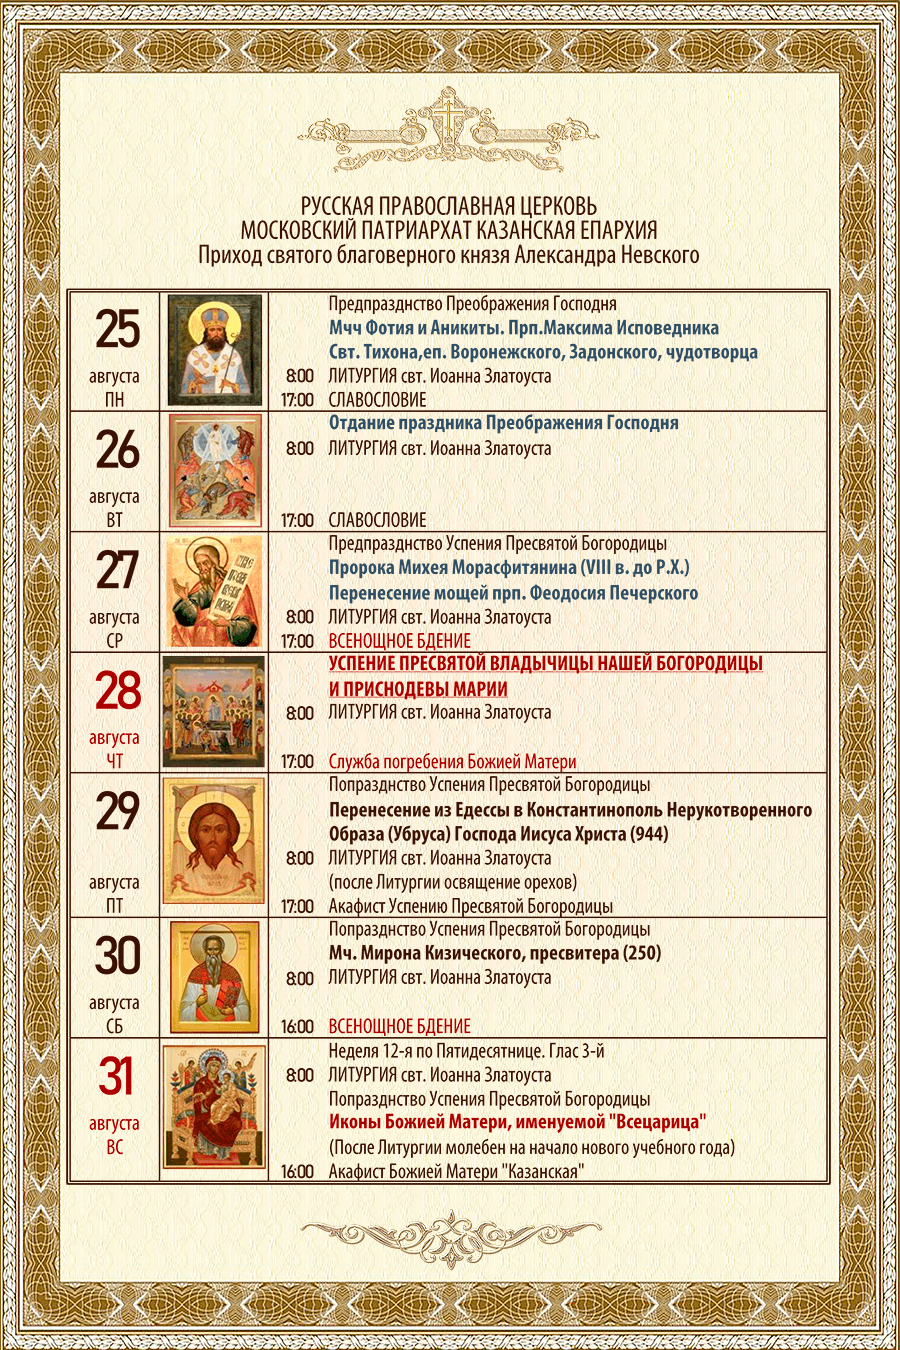 РУССКАЯ ПРАВОСЛАВНАЯ ЦЕРКОВЬ
МОСКОВСКИЙ ПАТРИАРХАТ КАЗАНСКАЯ ЕПАРХИЯ
Приход святого благоверного князя Александра Невского
25
августа
ПН
Предпразднство Преображения Господня
Мчч Фотия и Аникиты. Прп.Максима Исповедника
Свт. Тихона,еп. Воронежского, Задонского, чудотворца
8:00 ЛИТУРГИЯ свт. Иоанна Златоуста
17:00 СЛАВОСЛОВИЕ
26
августа
ВТ
Отдание праздника Преображения Господня
8:00 ЛИТУРГИЯ свт. Иоанна Златоуста
17:00 СЛАВОСЛОВИЕ
27
августа
СР
Предпразднство Успения Пресвятой Богородицы
Пророка Михея Морасфитянина (VIII в. до Р.Х.)
Перенесение мощей прп. Феодосия Печерского
8:00 ЛИТУРГИЯ свт. Иоанна Златоуста
17:00 ВСЕНОЩНОЕ БДЕНИЕ
28
августа
ЧТ
УСПЕНИЕ ПРЕСВЯТОЙ ВЛАДЫЧИЦЫ НАШЕЙ БОГОРОДИЦЫ
И ПРИСНОДЕВЫ МАРИИ
8:00 ЛИТУРГИЯ свт. Иоанна Златоуста
17:00 Служба погребения Божией Матери
29
августа
ПТ
Попразднство Успения Пресвятой Богородицы
Перенесение из Едессы в Константинополь Нерукотворенного
Образа (Убруса) Господа Иисуса Христа (944)
8:00 ЛИТУРГИЯ свт. Иоанна Златоуста
(после Литургии освящение орехов)
17:00 Акафист Успению Пресвятой Богородицы
30
августа
СБ
Попразднство Успения Пресвятой Богородицы
Мч. Мирона Кизического, пресвитера (250)
8:00 ЛИТУРГИЯ свт. Иоанна Златоуста
16:00 ВСЕНОЩНОЕ БДЕНИЕ
31
августа
ВС
Неделя 12-я по Пятидесятнице. Глас 3-й
8:00 ЛИТУРГИЯ свт. Иоанна Златоуста
Попразднство Успения Пресвятой Богородицы
Иконы Божией Матери, именуемой "Всецарица"
(После Литургии молебен на начало нового учебного года)
16:00 Акафист Божией Матери "Казанская"